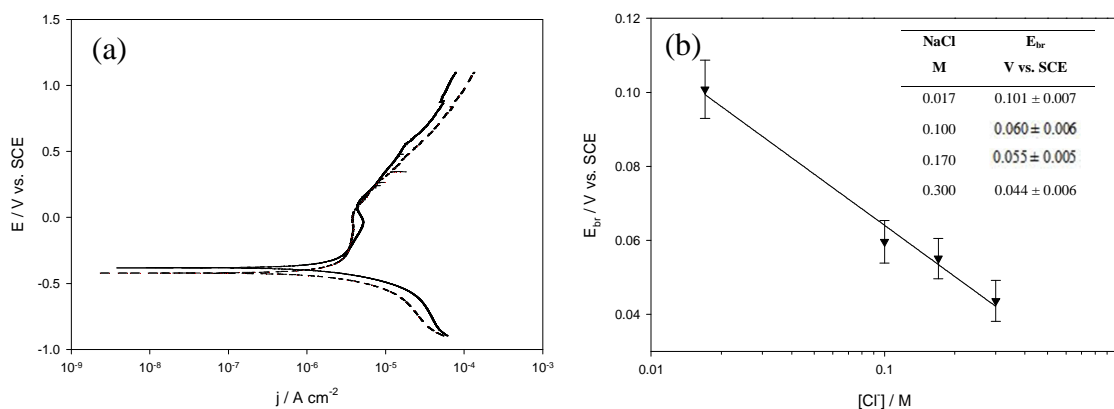 (a)
1.5
1.0
0.5
0.0
-0.5
-1.0
E / V vs. SCE
10-9 10-8 10-7 10-6 10-5 10-4 10-3
j / A cm-2
(b)
0.12
0.10
0.08
0.06
0.04
Ebr / V vs. SCE
0.01 0.1
[Cl-] / M
NaCl Ebr
M V vs. SCE
0.017 0.101 ± 0.007
0.100 0.060 ± 0.006
0.170 0.055 ± 0.005
0.300 0.044 ± 0.006